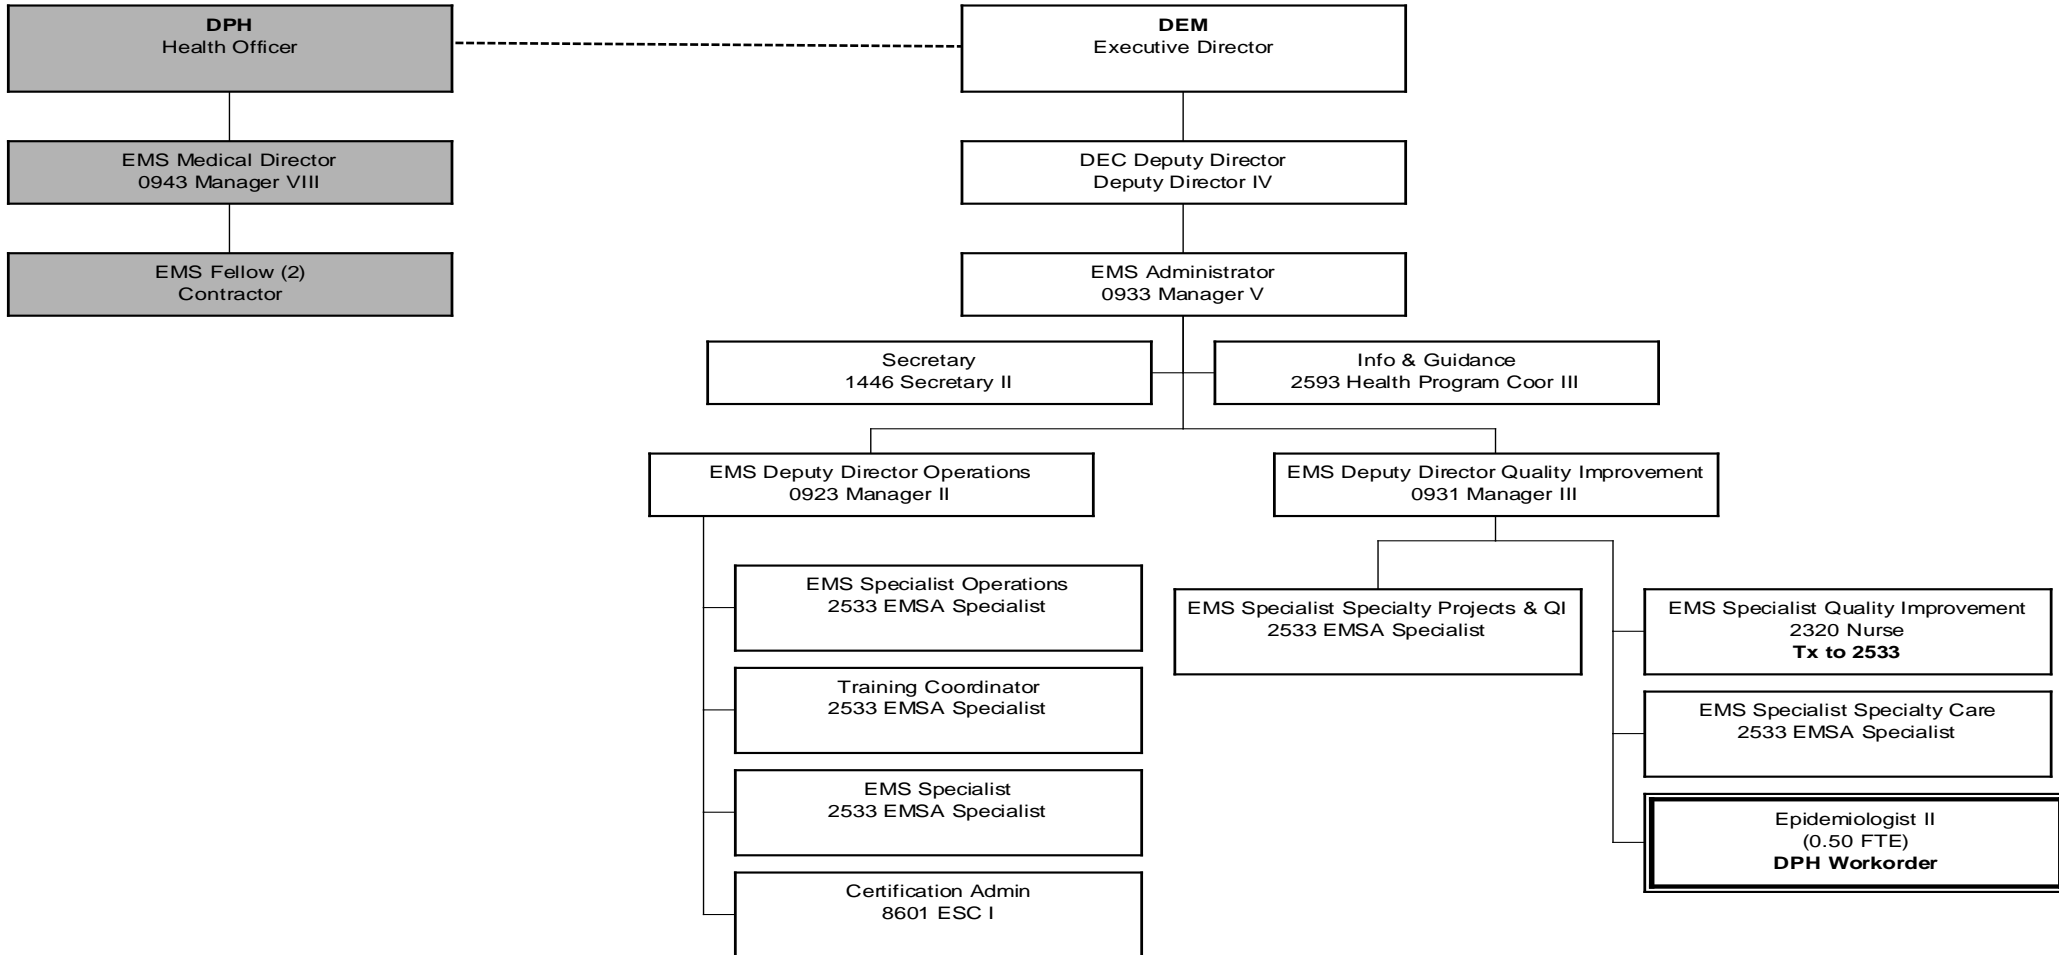 DPH
Health Officer
DEM
Executive Director
EMS Medical Director
0943 Manager VIII
DEC Deputy Director
Deputy Director IV
EMS Fellow (2)
Contractor
EMS Administrator
0933 Manager V
Secretary
1446 Secretary II
Info & Guidance
2593 Health Program Coor III
EMS Deputy Director Operations
0923 Manager II
EMS Deputy Director Quality Improvement
0931 Manager III
EMS Specialist Operations
2533 EMSA Specialist
Training Coordinator
2533 EMSA Specialist
EMS Specialist
2533 EMSA Specialist
Certification Admin
8601 ESC I
EMS Specialist Specialty Projects & QI
2533 EMSA Specialist
EMS Specialist Quality Improvement
2320 Nurse
Tx to 2533
EMS Specialist Specialty Care
2533 EMSA Specialist
Epidemiologist II
(0.50 FTE)
DPH Workorder